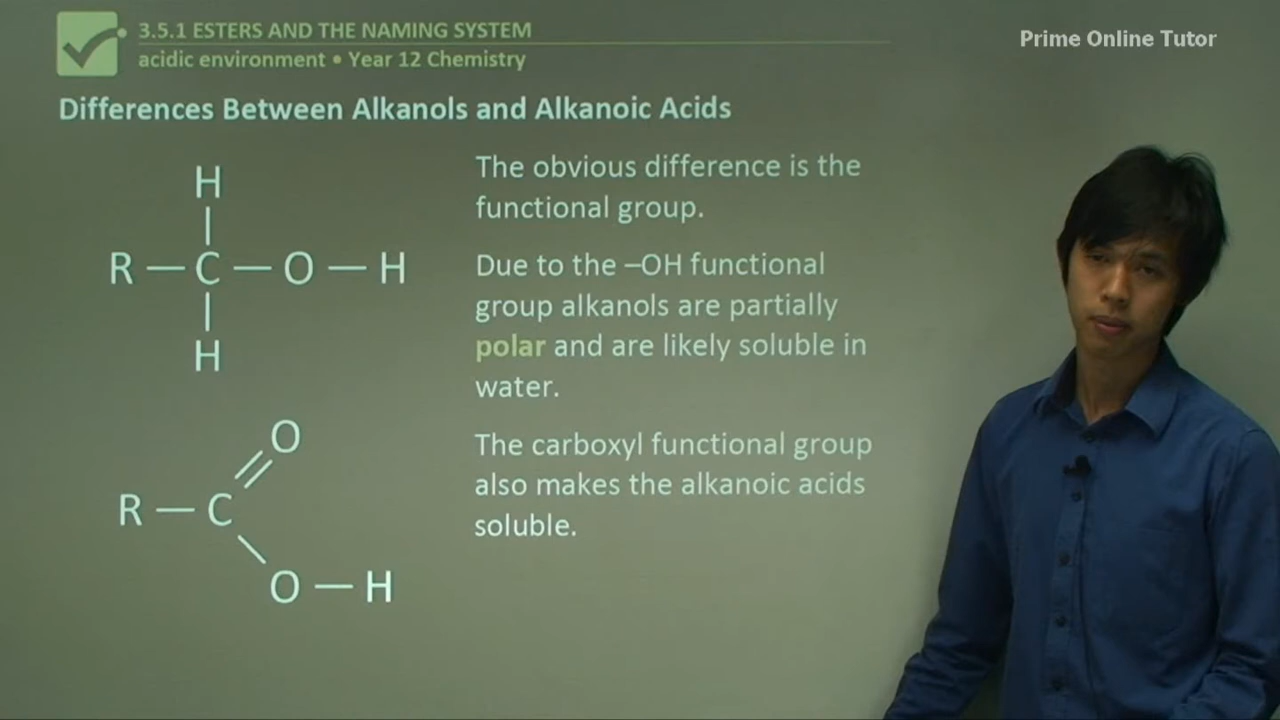 3.5.1 ESTERS AND THE NAMING SYSTEM
acidic environment • Year 12 Chemistry
Prime Online Tutor
Differences Between Alkanols and Alkanoic Acids
H
R — C — O — H
H
O
R — C
O — H
The obvious difference is the
functional group.
Due to the –OH functional
group alkanols are partially
polar and are likely soluble in
water.
The carboxyl functional group
also makes the alkanoic acids
soluble.